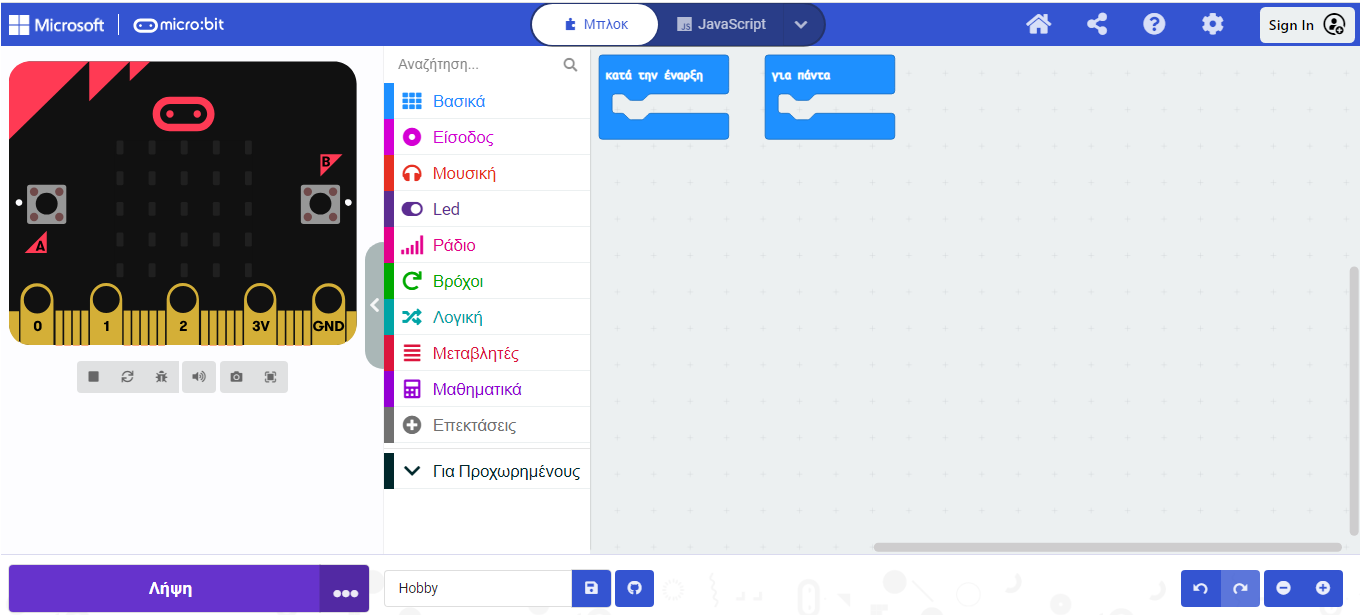 Microsoft
micro:bit
Μπλοκ
JS JavaScript
Sign In
B
A
0 1 2 3V GND
Αναζήτηση...
Βασικά
Είσοδος
Μουσική
Led
Ράδιο
Βρόχοι
Λογική
Μεταβλητές
Μαθηματικά
Επεκτάσεις
Για Προχωρημένους
κατά την έναρξη
για πάντα
Λήψη
Hobby